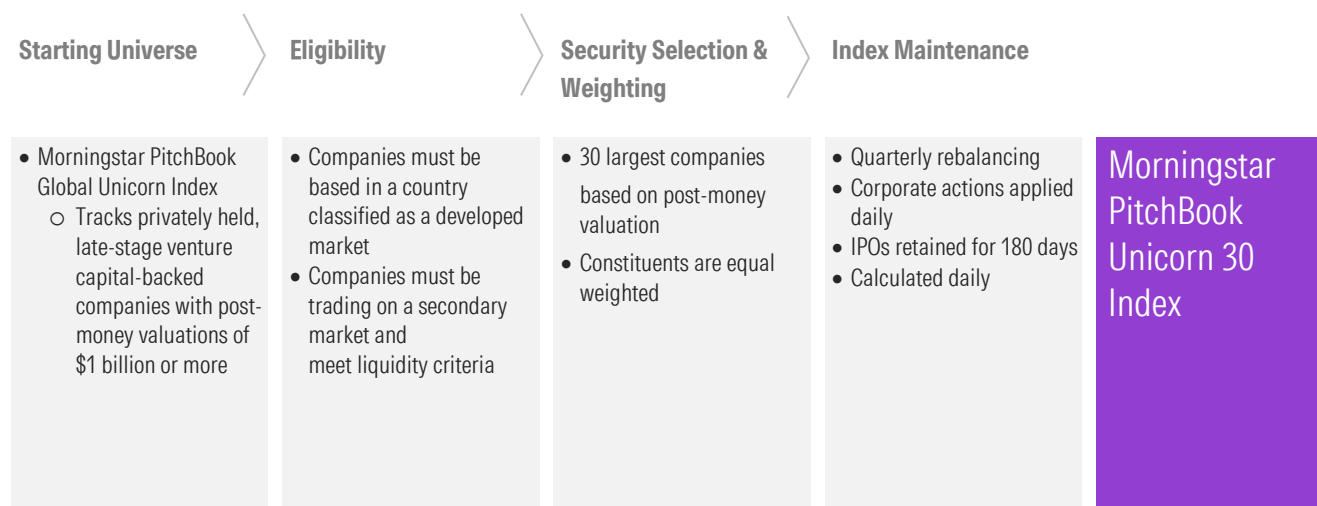 Starting Universe
Eligibility
Security Selection &
Weighting
Index Maintenance
• Morningstar PitchBook
Global Unicorn Index
o Tracks privately held,
late-stage venture
capital-backed
companies with post-
money valuations of
$1 billion or more
• Companies must be
based in a country
classified as a developed
market
• Companies must be
trading on a secondary
market and
meet liquidity criteria
• 30 largest companies
based on post-money
valuation
• Constituents are equal
weighted
• Quarterly rebalancing
• Corporate actions applied
daily
• IPOs retained for 180 days
• Calculated daily
Morningstar
PitchBook
Unicorn 30
Index